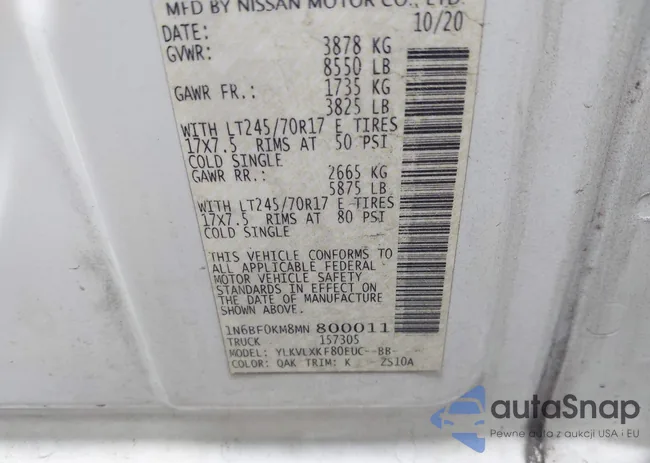 MFD BY NISSAN MOTOR CO., LTD.
DATE: 10/20
GVWR: 3878 KG
8550 LB
GAWR FR.: 1735 KG
3825 LB
WITH LT245/70R17 E TIRES
17X7.5 RIMS AT 50 PSI
COLD SINGLE
GAWR RR.: 2665 KG
5875 LB
WITH LT245/70R17 E TIRES
17X7.5 RIMS AT 80 PSI
COLD SINGLE
THIS VEHICLE CONFORMS TO
ALL APPLICABLE FEDERAL
MOTOR VEHICLE SAFETY
STANDARDS IN EFFECT ON
THE DATE OF MANUFACTURE
SHOWN ABOVE.
1N6BF0KM8MN 800011
TRUCK 157305
MODEL: YLKVLXKF80EUC--BB-
COLOR: QAK TRIM: K 2S10A
autaSnap
Pewne auta z aukcji USA i EU